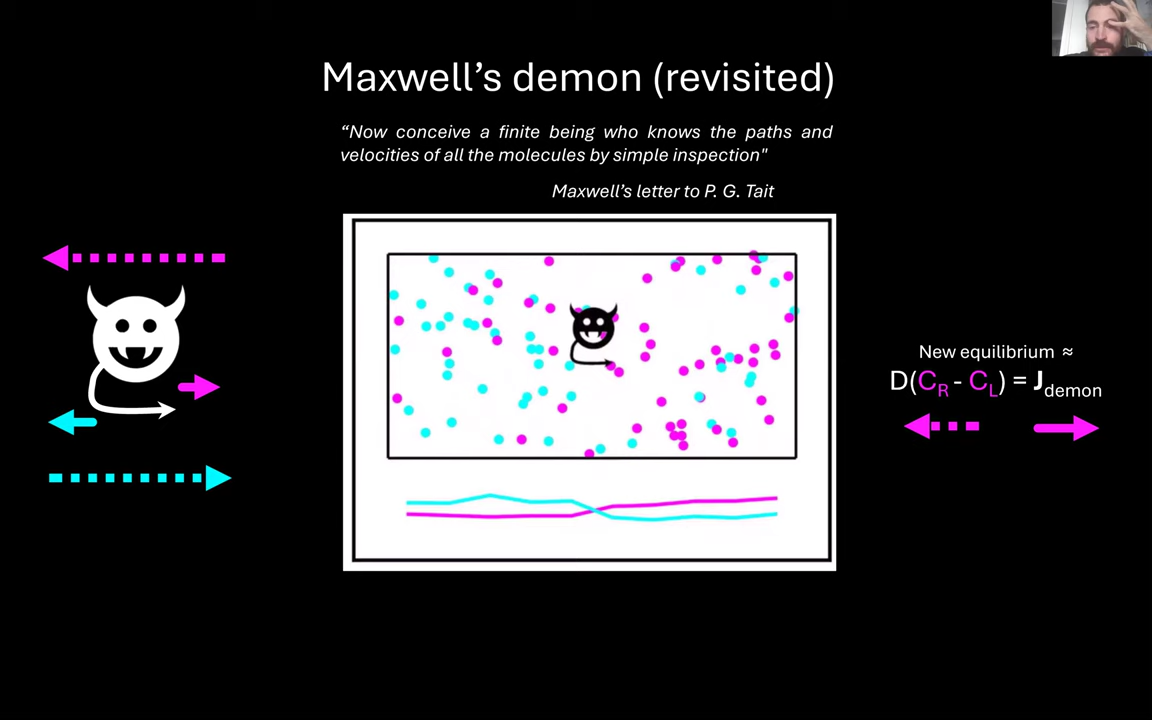 Maxwell’s demon (revisited)
“Now conceive a finite being who knows the paths and
velocities of all the molecules by simple inspection"
Maxwell’s letter to P. G. Tait
New equilibrium ≈
D(C_R - C_L) = J_demon